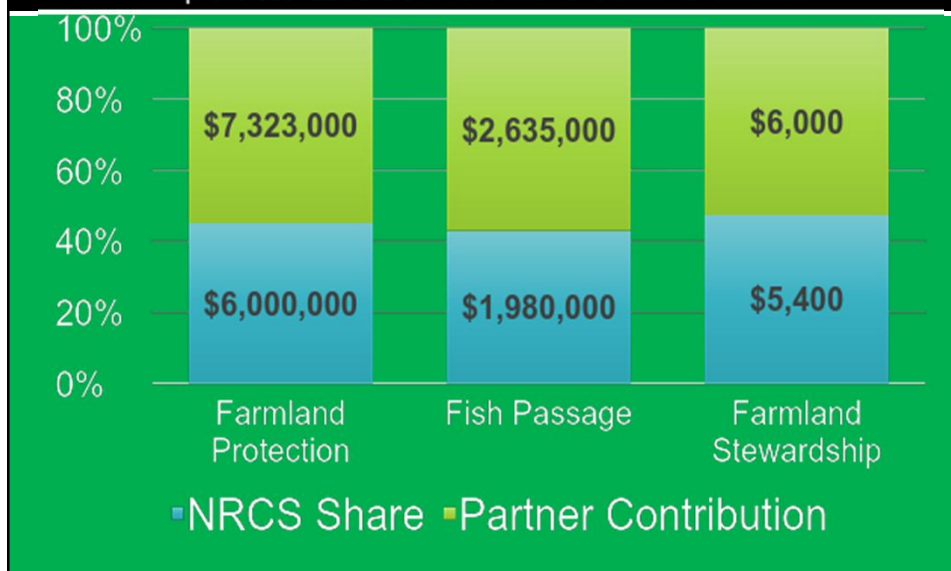 100%
80%
60%
40%
20%
0%
$7,323,000
$2,635,000
$6,000
$6,000,000
$1,980,000
$5,400
Farmland
Protection
Fish Passage
Farmland
Stewardship
NRCS Share
Partner Contribution